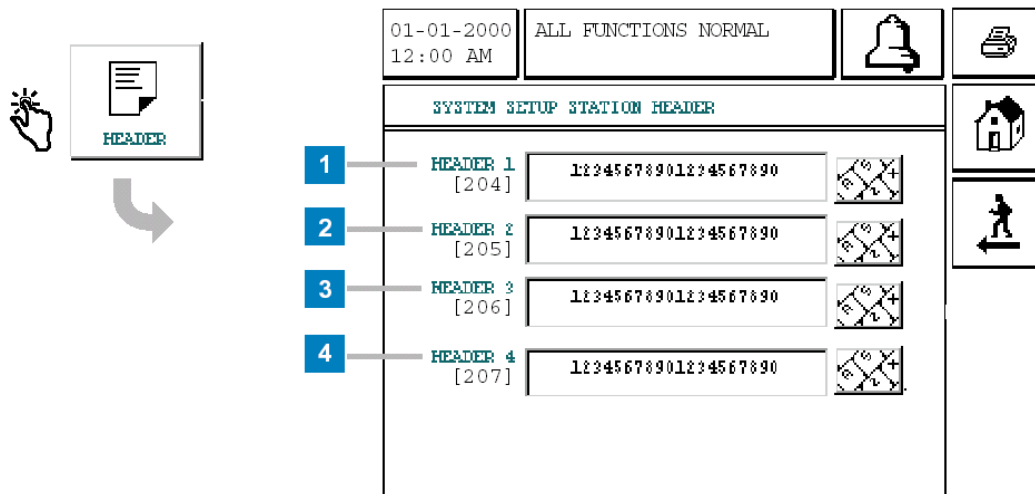 HEADER
01-01-2000
12:00 AM
ALL FUNCTIONS NORMAL
SYSTEM SETUP STATION HEADER
1
HEADER 1
[204]
12345678901234567890
2
HEADER 2
[205]
12345678901234567890
3
HEADER 3
[206]
12345678901234567890
4
HEADER 4
[207]
12345678901234567890